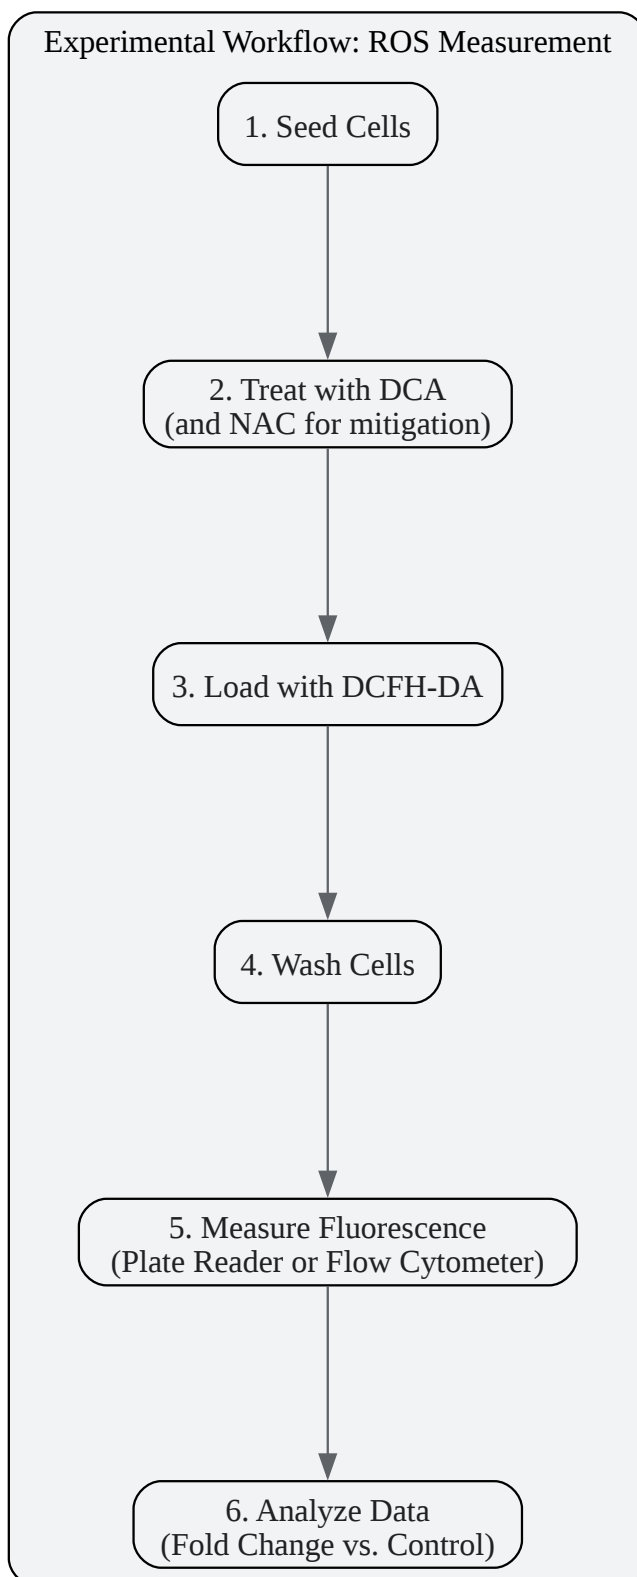 Experimental Workflow: ROS Measurement
1. Seed Cells
2. Treat with DCA
(and NAC for mitigation)
3. Load with DCFH-DA
4. Wash Cells
5. Measure Fluorescence
(Plate Reader or Flow Cytometer)
6. Analyze Data
(Fold Change vs. Control)